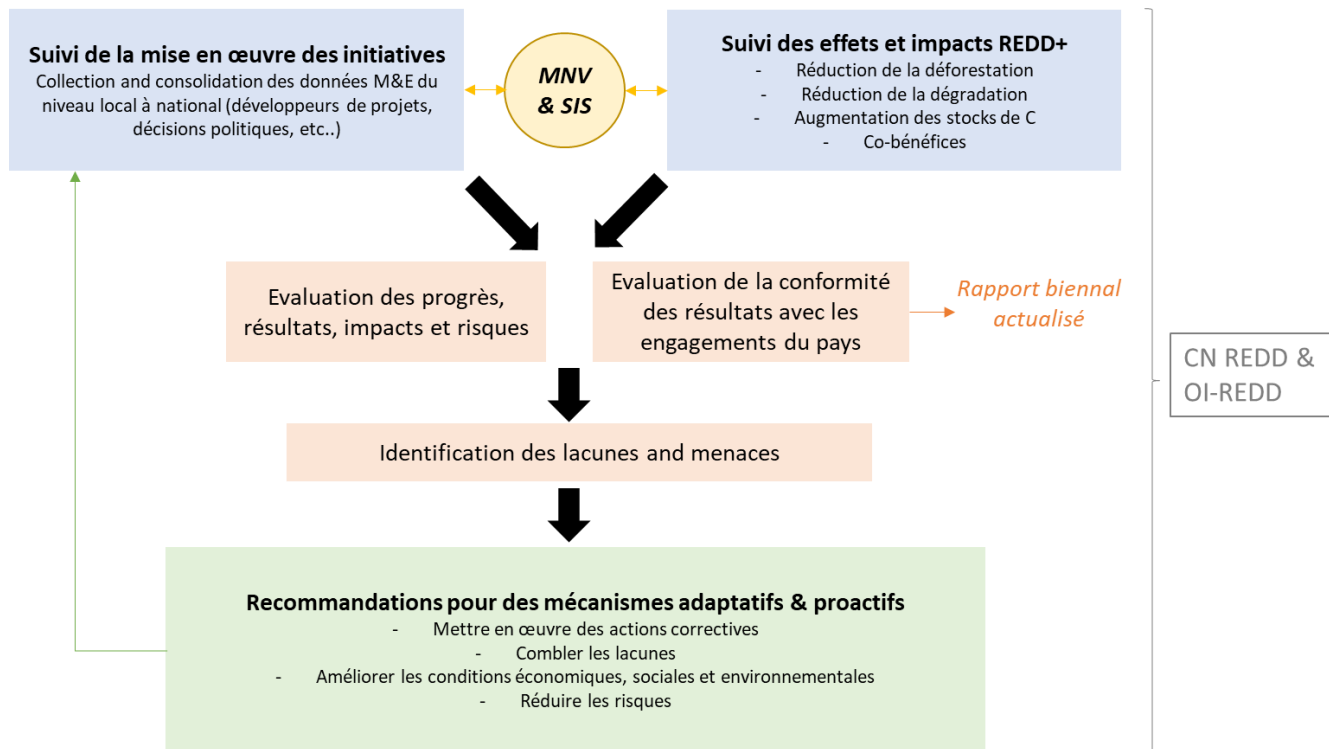 Suivi de la mise en œuvre des initiatives
Collection and consolidation des données M&E du
niveau local à national (développeurs de projets,
décisions politiques, etc..)
MNV
& SIS
Suivi des effets et impacts REDD+
- Réduction de la déforestation
- Réduction de la dégradation
- Augmentation des stocks de C
- Co-bénéfices
Evaluation des progrès,
résultats, impacts et risques
Evaluation de la conformité
des résultats avec les
engagements du pays
Rapport biennal
actualisé
CN REDD &
OI-REDD
Identification des lacunes and menaces
Recommandations pour des mécanismes adaptatifs & proactifs
- Mettre en œuvre des actions correctives
- Combler les lacunes
- Améliorer les conditions économiques, sociales et environnementales
- Réduire les risques